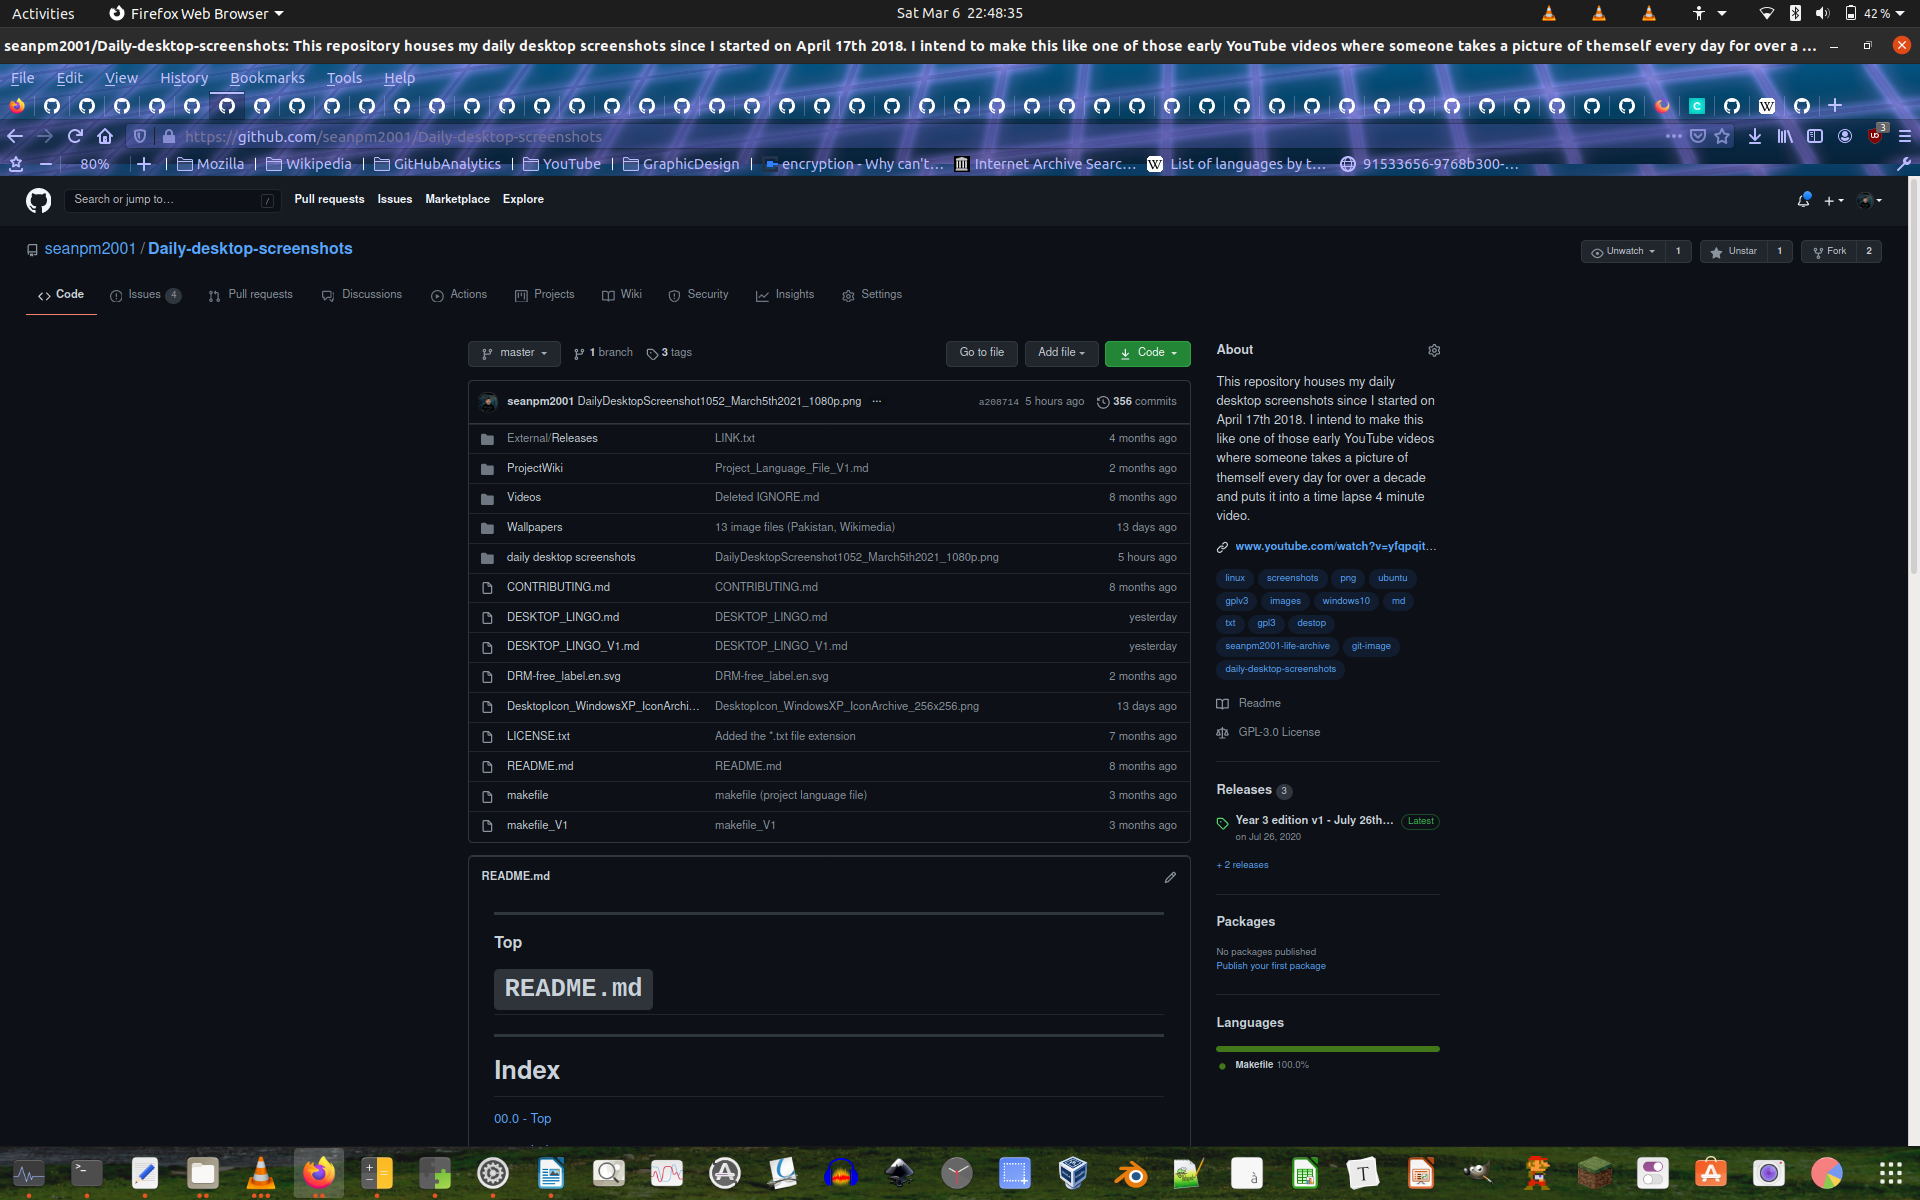 Activities Firefox Web Browser Sat Mar 6 22:48:35 42 %
seanpm2001/Daily-desktop-screenshots: This repository houses my daily desktop screenshots since I started on April 17th 2018. I intend to make this like one of those early YouTube videos where someone takes a picture of themself every day for over a ...
File Edit View History Bookmarks Tools Help
https://github.com/seanpm2001/Daily-desktop-screenshots 3
80% Mozilla Wikipedia GitHubAnalytics YouTube GraphicDesign encryption - Why can't... Internet Archive Searc... List of languages by t... 91533656-9768b300-...
Search or jump to... / Pull requests Issues Marketplace Explore
seanpm2001 / Daily-desktop-screenshots Unwatch 1 Unstar 1 Fork 2
Code Issues 4 Pull requests Discussions Actions Projects Wiki Security Insights Settings
master 1 branch 3 tags Go to file Add file Code
seanpm2001 DailyDesktopScreenshot1052_March5th2021_1080p.png ... a208714 5 hours ago 356 commits
External/Releases LINK.txt 4 months ago
ProjectWiki Project_Language_File_V1.md 2 months ago
Videos Deleted IGNORE.md 8 months ago
Wallpapers 13 image files (Pakistan, Wikimedia) 13 days ago
daily desktop screenshots DailyDesktopScreenshot1052_March5th2021_1080p.png 5 hours ago
CONTRIBUTING.md CONTRIBUTING.md 8 months ago
DESKTOP_LINGO.md DESKTOP_LINGO.md yesterday
DESKTOP_LINGO_V1.md DESKTOP_LINGO_V1.md yesterday
DRM-free_label.en.svg DRM-free_label.en.svg 2 months ago
DesktopIcon_WindowsXP_IconArchi... DesktopIcon_WindowsXP_IconArchive_256x256.png 13 days ago
LICENSE.txt Added the *.txt file extension 7 months ago
README.md README.md 8 months ago
makefile makefile (project language file) 3 months ago
makefile_V1 makefile_V1 3 months ago
README.md
Top
README.md
Index
00.0 - Top
About
This repository houses my daily
desktop screenshots since I started on
April 17th 2018. I intend to make this
like one of those early YouTube videos
where someone takes a picture of
themself every day for over a decade
and puts it into a time lapse 4 minute
video.
www.youtube.com/watch?v=yfqpqit...
linux screenshots png ubuntu
gplv3 images windows10 md
txt gpl3 destop
seanpm2001-life-archive git-image
daily-desktop-screenshots
Readme
GPL-3.0 License
Releases 3
Year 3 edition v1 - July 26th... Latest
on Jul 26, 2020
+ 2 releases
Packages
No packages published
Publish your first package
Languages
Makefile 100.0%